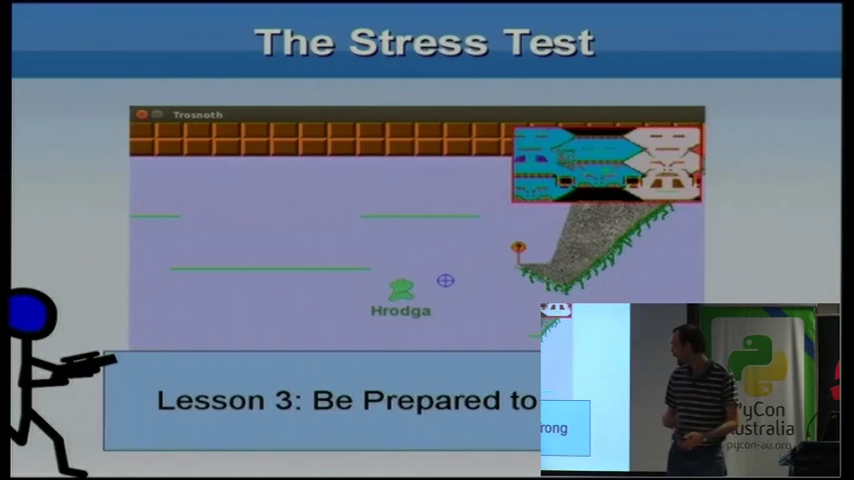 The Stress Test
Trosnoth
Hrodga
Lesson 3: Be Prepared to
rong
PyCon
Australia
pycon-au.org